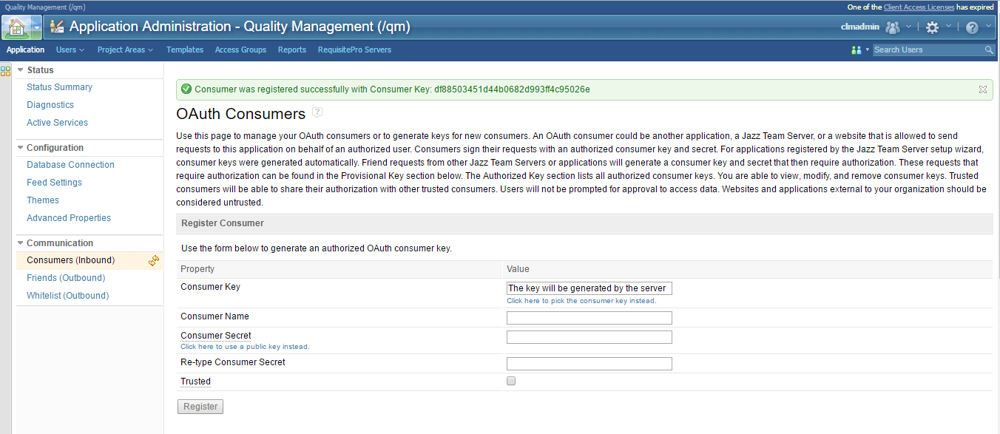 Quality Management (/qm)
One of the Client Access Licenses has expired
Application Administration - Quality Management (/qm)
clmadmin
Application Users Project Areas Templates Access Groups Reports RequisitePro Servers
Search Users
Status
Status Summary
Diagnostics
Active Services
Configuration
Database Connection
Feed Settings
Themes
Advanced Properties
Communication
Consumers (Inbound)
Friends (Outbound)
Whitelist (Outbound)
Consumer was registered successfully with Consumer Key: df88503451d44b0682d993ff4c95026e
OAuth Consumers ?
Use this page to manage your OAuth consumers or to generate keys for new consumers. An OAuth consumer could be another application, a Jazz Team Server, or a website that is allowed to send
requests to this application on behalf of an authorized user. Consumers sign their requests with an authorized consumer key and secret. For applications registered by the Jazz Team Server setup wizard,
consumer keys were generated automatically. Friend requests from other Jazz Team Servers or applications will generate a consumer key and secret that then require authorization. These requests that
require authorization can be found in the Provisional Key section below. The Authorized Key section lists all authorized consumer keys. You are able to view, modify, and remove consumer keys. Trusted
consumers will be able to share their authorization with other trusted consumers. Users will not be prompted for approval to access data. Websites and applications external to your organization should be
considered untrusted.
Register Consumer
Use the form below to generate an authorized OAuth consumer key.
Property Value
Consumer Key The key will be generated by the server
Click here to pick the consumer key instead.
Consumer Name
Consumer Secret
Click here to use a public key instead.
Re-type Consumer Secret
Trusted
Register